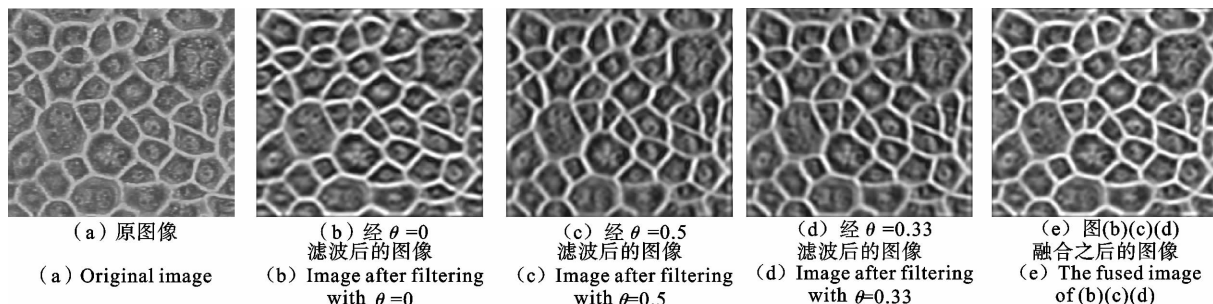 (a)原图像
(a) Original image
(b)经 θ=0
滤波后的图像
(b) Image after filtering
with θ=0
(c)经 θ=0.5
滤波后的图像
(c) Image after filtering
with θ=0.5
(d)经 θ=0.33
滤波后的图像
(d) Image after filtering
with θ=0.33
(e)图(b)(c)(d)
融合之后的图像
(e) The fused image
of (b)(c)(d)